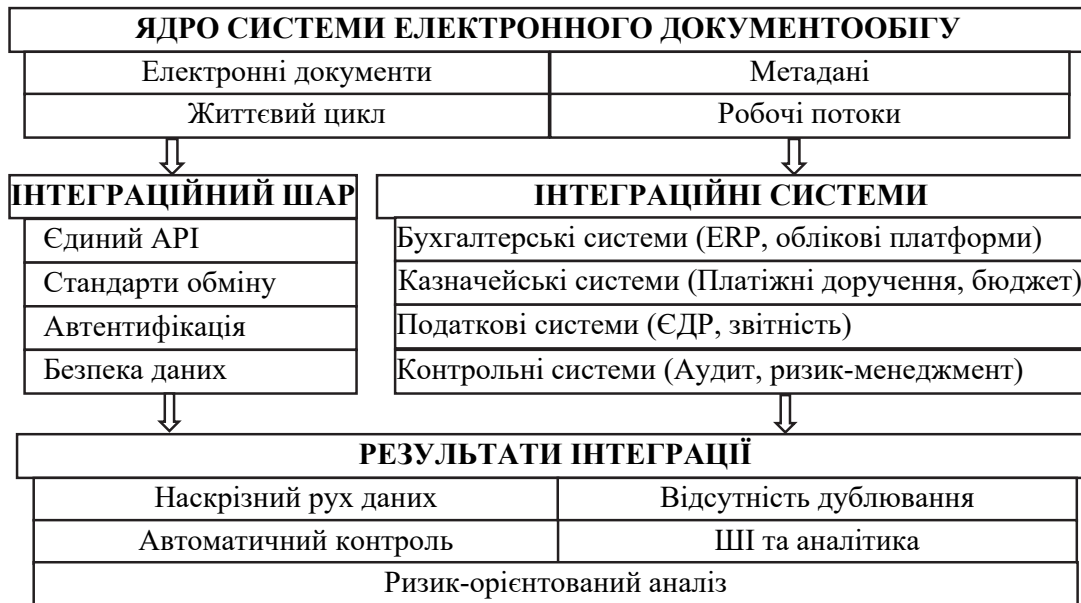 ЯДРО СИСТЕМИ ЕЛЕКТРОННОГО ДОКУМЕНТООБІГУ
Електронні документи
Метадані
Життєвий цикл
Робочі потоки
ІНТЕГРАЦІЙНИЙ ШАР
Єдиний API
Стандарти обміну
Автентифікація
Безпека даних
ІНТЕГРАЦІЙНІ СИСТЕМИ
Бухгалтерські системи (ERP, облікові платформи)
Казначейські системи (Платіжні доручення, бюджет)
Податкові системи (ЄДР, звітність)
Контрольні системи (Аудит, ризик-менеджмент)
РЕЗУЛЬТАТИ ІНТЕГРАЦІЇ
Наскрізний рух даних
Відсутність дублювання
Автоматичний контроль
ШІ та аналітика
Ризик-орієнтований аналіз